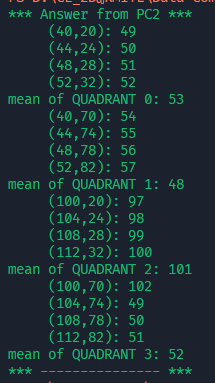 *** Answer from PC2 ***
(40,20): 49
(44,24): 50
(48,28): 51
(52,32): 52
mean of QUADRANT 0: 53
(40,70): 54
(44,74): 55
(48,78): 56
(52,82): 57
mean of QUADRANT 1: 48
(100,20): 97
(104,24): 98
(108,28): 99
(112,32): 100
mean of QUADRANT 2: 101
(100,70): 102
(104,74): 49
(108,78): 50
(112,82): 51
mean of QUADRANT 3: 52
*** --------------- ***